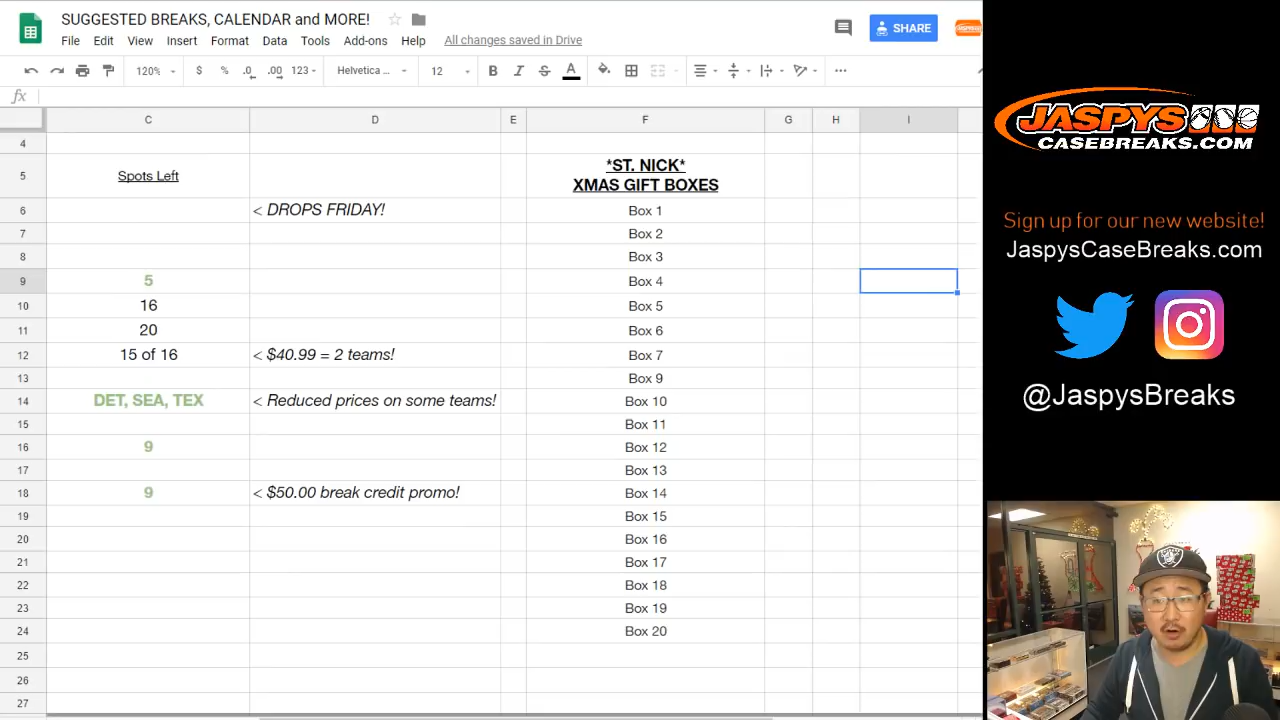 SUGGESTED BREAKS, CALENDAR and MORE!
File Edit View Format Tools Add-ons Help All changes saved in Drive
SHARE
120% $ % .0 .00 123 Helvetica ... 12 B I S A
fx
C D E F G H I
4
5 Spots Left *ST. NICK*
XMAS GIFT BOXES
6 < DROPS FRIDAY! Box 1
7 Box 2
8 Box 3
9 5 Box 4
10 16 Box 5
11 20 Box 6
12 15 of 16 < $40.99 = 2 teams! Box 7
13 Box 9
14 DET, SEA, TEX < Reduced prices on some teams! Box 10
15 Box 11
16 9 Box 12
17 Box 13
18 9 < $50.00 break credit promo! Box 14
19 Box 15
20 Box 16
21 Box 17
22 Box 18
23 Box 19
24 Box 20
25
26
27
JASPYS
CASEBREAKS.COM
Sign up for our new website!
JaspysCaseBreaks.com
@JaspysBreaks